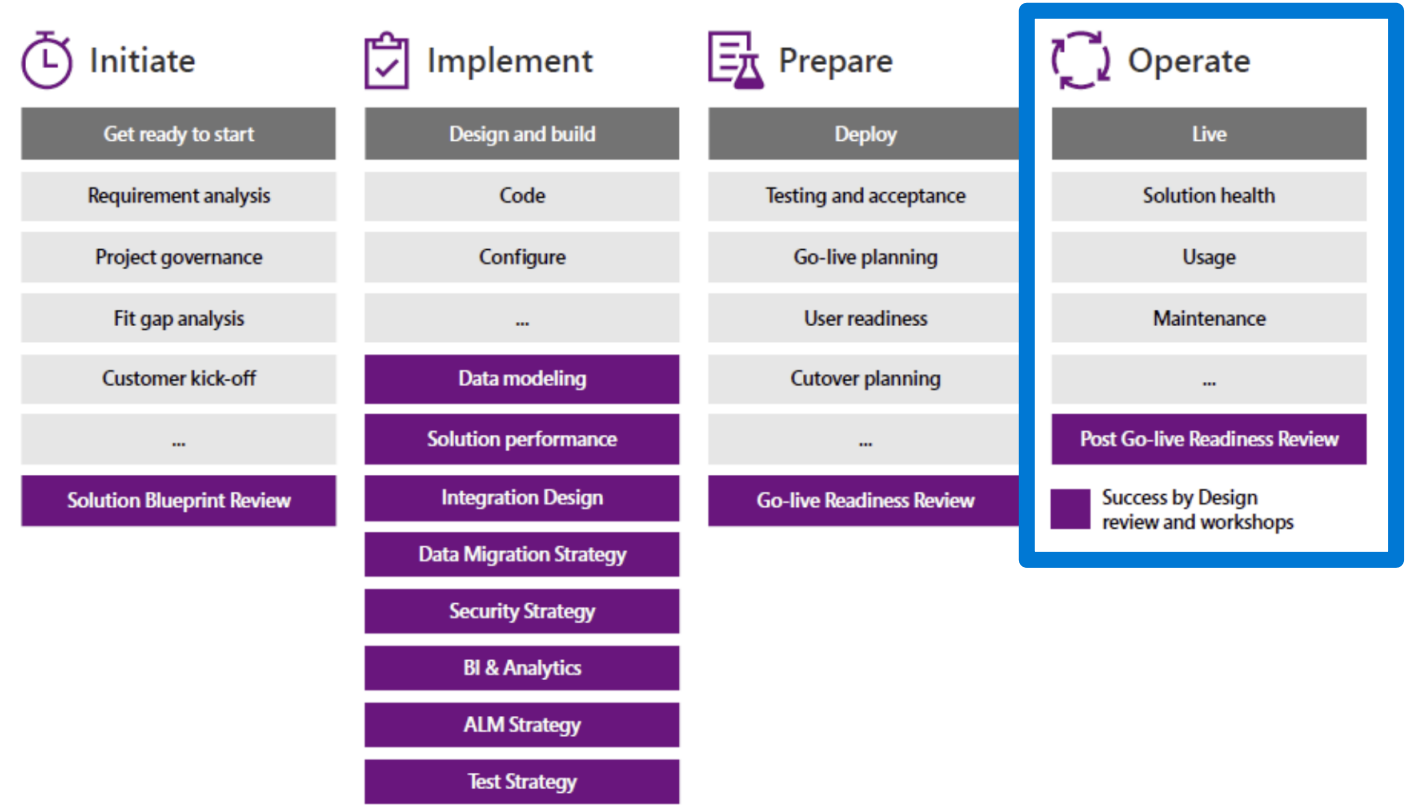 Initiate
Get ready to start
Requirement analysis
Project governance
Fit gap analysis
Customer kick-off
...
Solution Blueprint Review
Implement
Design and build
Code
Configure
...
Data modeling
Solution performance
Integration Design
Data Migration Strategy
Security Strategy
BI & Analytics
ALM Strategy
Test Strategy
Prepare
Deploy
Testing and acceptance
Go-live planning
User readiness
Cutover planning
...
Go-live Readiness Review
Operate
Live
Solution health
Usage
Maintenance
...
Post Go-live Readiness Review
Success by Design
review and workshops